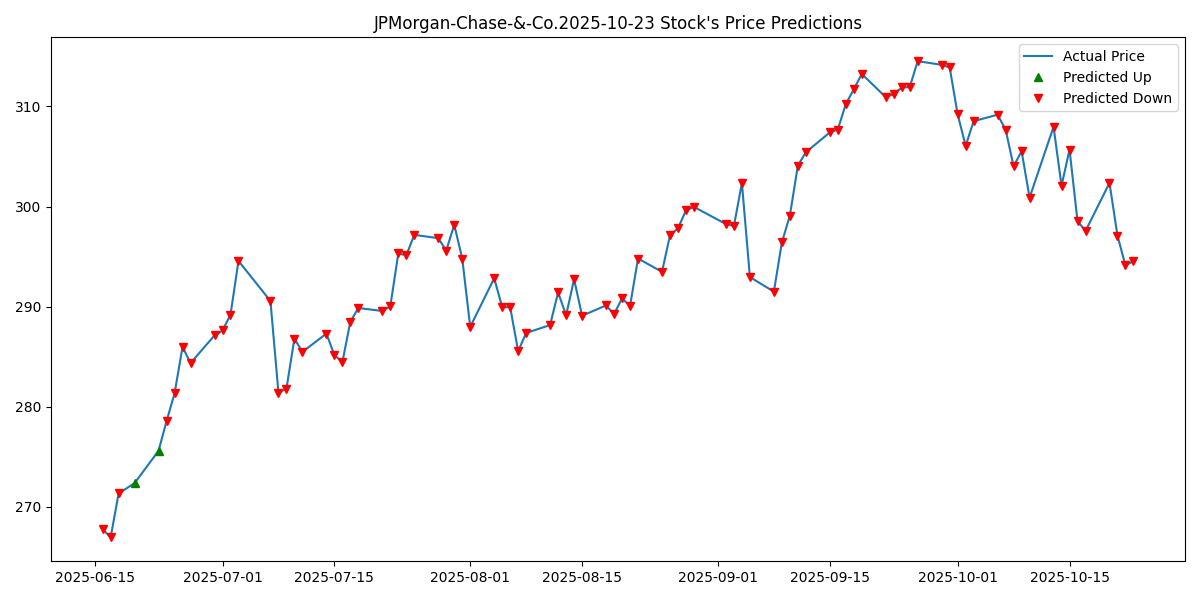 JPMorgan-Chase-&-Co.2025-10-23 Stock's Price Predictions
Actual Price
Predicted Up
Predicted Down
310
300
290
280
270
2025-06-15 2025-07-01 2025-07-15 2025-08-01 2025-08-15 2025-09-01 2025-09-15 2025-10-01 2025-10-15